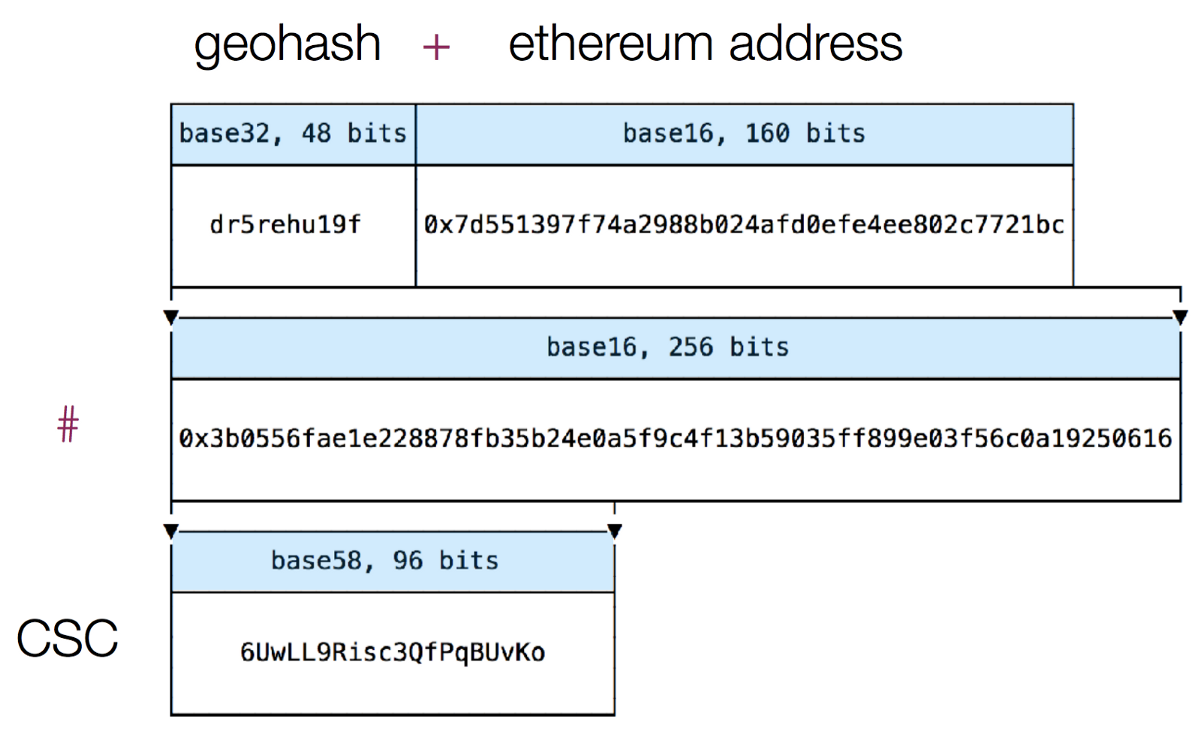 geohash + ethereum address
base32, 48 bits base16, 160 bits
dr5rehu19f 0x7d551397f74a2988b024afd0efe4ee802c7721bc
base16, 256 bits
# 0x3b0556fae1e228878fb35b24e0a5f9c4f13b59035ff899e03f56c0a19250616
base58, 96 bits
CSC 6UwLL9Risc3QfPqBUvKo